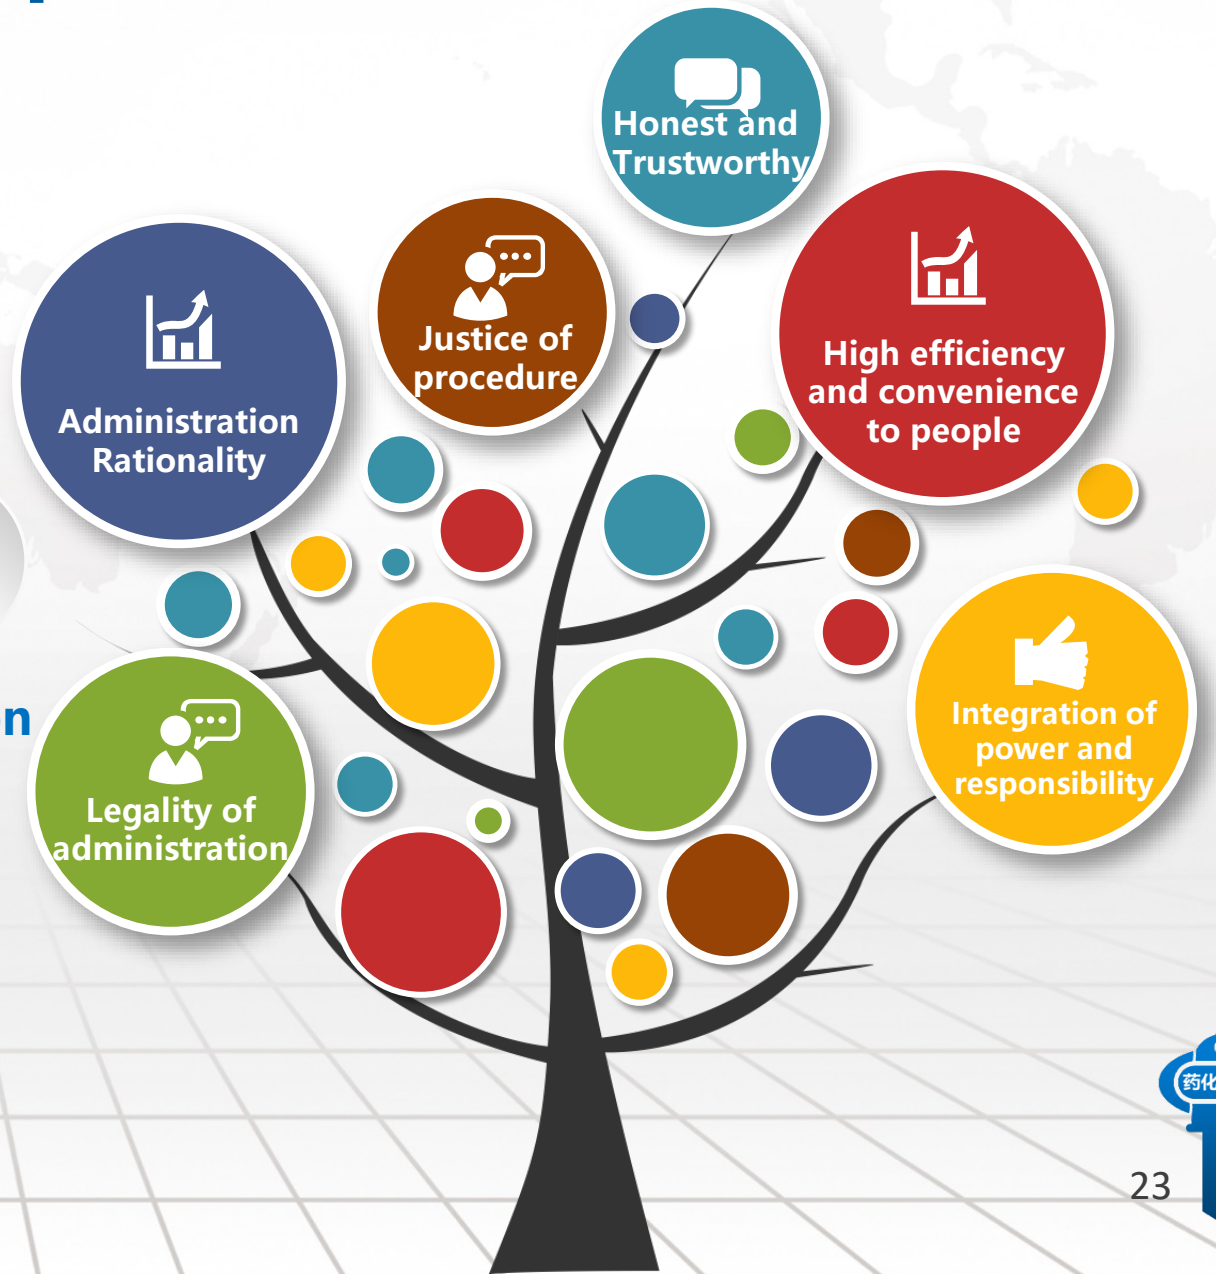 Honest and
Trustworthy
Justice of
procedure
High efficiency
and convenience
to people
Administration
Rationality
Integration of
power and
responsibility
Legality of
administration
药化
23